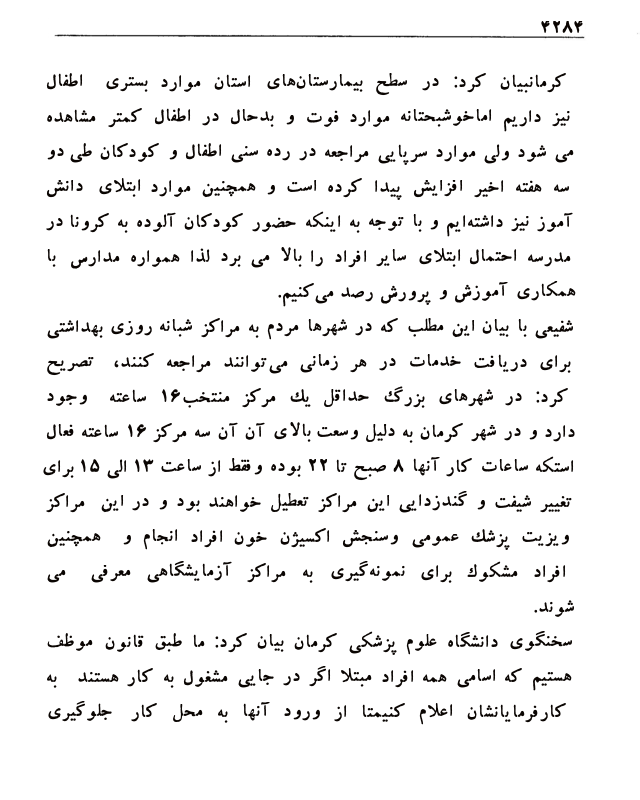 ۴۲۸۴
کرمانبیان کرد: در سطح بیمارستان‌های استان موارد بستری اطفال
نیز داریم اماخوشبحتانه موارد فوت و بدحال در اطفال کمتر مشاهده
می شود ولی موارد سرپایی مراجعه در رده سنی اطفال و کودکان طی دو
سه هفته اخیر افزایش پیدا کرده است و همچنین موارد ابتلای دانش
آموز نیز داشته‌ایم و با توجه به اینکه حضور کودکان آلوده به کرونا در
مدرسه احتمال ابتلای سایر افراد را بالا می برد لذا همواره مدارس با
همکاری آموزش و پرورش رصد می‌کنیم.
شفیعی با بیان این مطلب که در شهرها مردم به مراکز شبانه روزی بهداشتی
برای دریافت خدمات در هر زمانی می‌توانند مراجعه کنند، تصریح
کرد: در شهرهای بزرگ حداقل یك مرکز منتخب۱۶ ساعته وجود
دارد و در شهر کرمان به دلیل وسعت بالای آن آن سه مرکز ۱۶ ساعته فعال
استکه ساعات کار آنها ۸ صبح تا ۲۲ بوده وفقط از ساعت ۱۳ الی ۱۵ برای
تغییر شیفت و گندزدایی این مراکز تعطیل خواهند بود و در این مراکز
ویزیت پزشك عمومی وسنجش اکسیژن خون افراد انجام و همچنین
افراد مشکوك برای نمونه‌گیری به مراکز آزمایشگاهی معرفی می
شوند.
سخنگوی دانشگاه علوم پزشکی کرمان بیان کرد: ما طبق قانون موظف
هستیم که اسامی همه افراد مبتلا اگر در جایی مشغول به کار هستند به
کارفرمایانشان اعلام کنیمتا از ورود آنها به محل کار جلوگیری